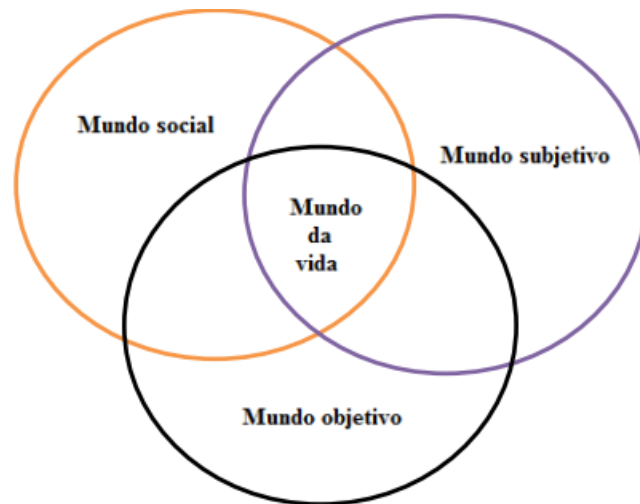 Mundo social
Mundo subjetivo
Mundo
da
vida
Mundo objetivo